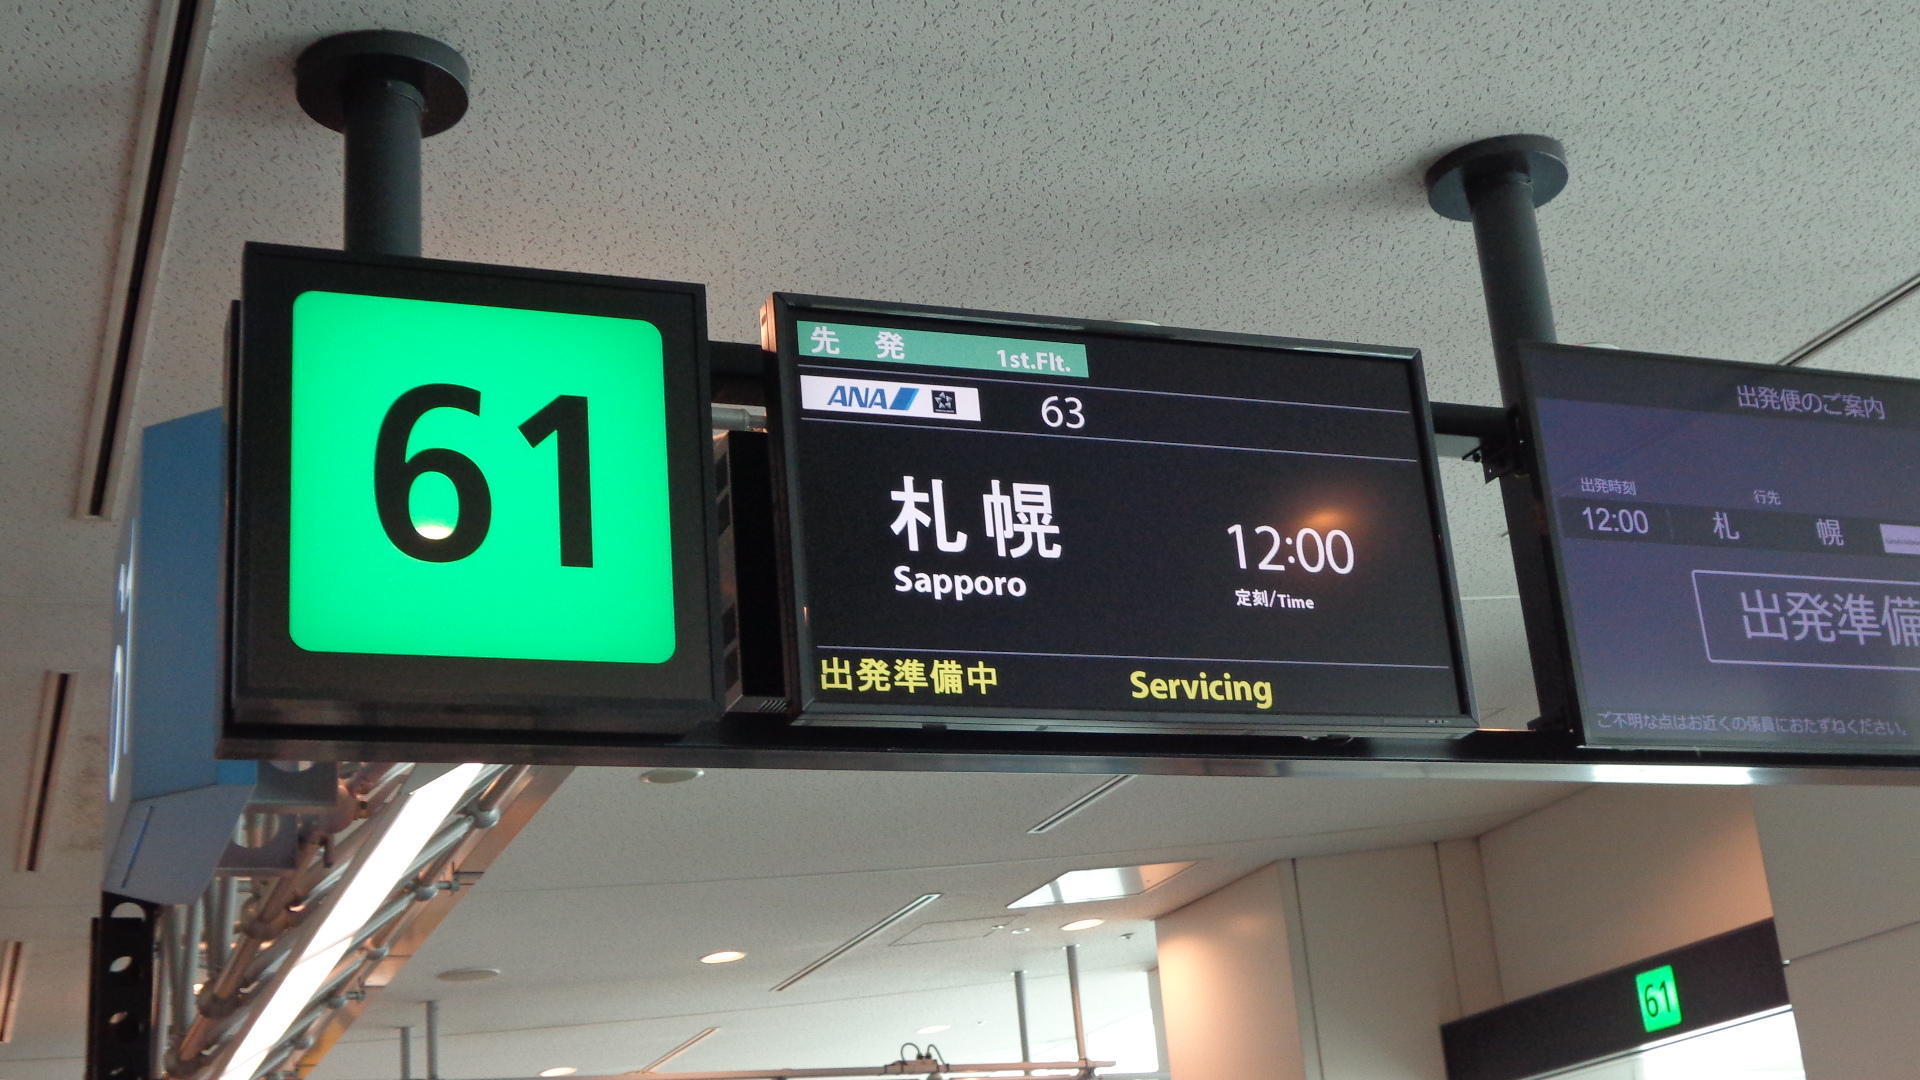 61
先 発 1st.Flt.
ANA 63
札幌 12:00
Sapporo 定刻/Time
出発準備中 Servicing
出発便のご案内
出発時刻 行先
12:00 札 幌
出発準備
ご不明な点はお近くの係員におたずねください。
61